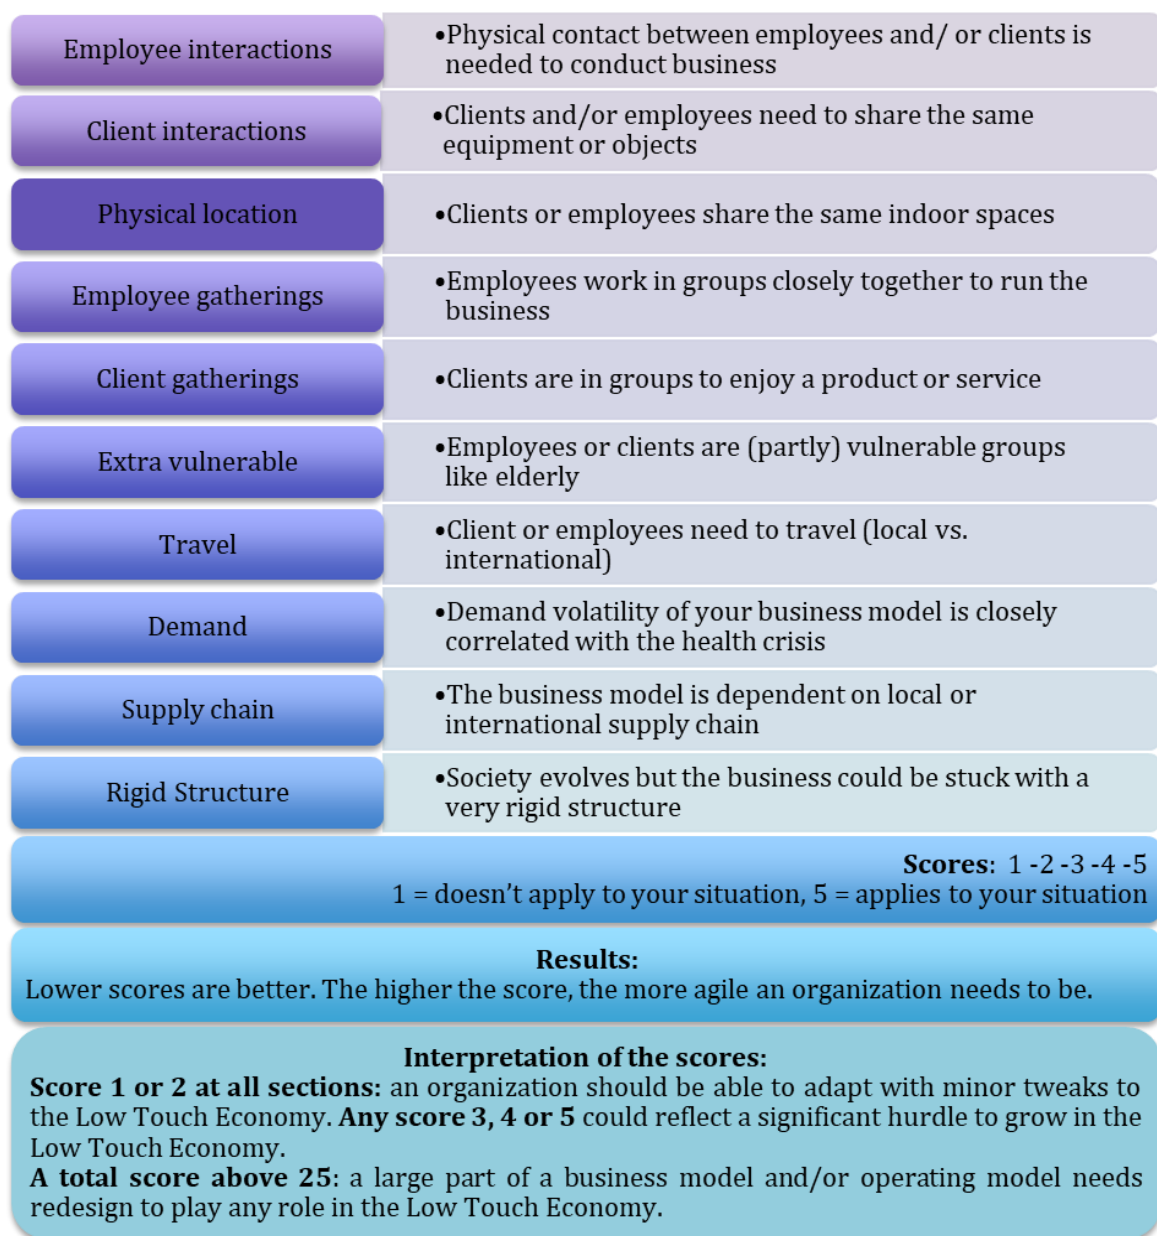 Employee interactions
•Physical contact between employees and/ or clients is
needed to conduct business
Client interactions
•Clients and/or employees need to share the same
equipment or objects
Physical location
•Clients or employees share the same indoor spaces
Employee gatherings
•Employees work in groups closely together to run the
business
Client gatherings
•Clients are in groups to enjoy a product or service
Extra vulnerable
•Employees or clients are (partly) vulnerable groups
like elderly
Travel
•Client or employees need to travel (local vs.
international)
Demand
•Demand volatility of your business model is closely
correlated with the health crisis
Supply chain
•The business model is dependent on local or
international supply chain
Rigid Structure
•Society evolves but the business could be stuck with a
very rigid structure
Scores: 1 -2 -3 -4 -5
1 = doesn’t apply to your situation, 5 = applies to your situation
Results:
Lower scores are better. The higher the score, the more agile an organization needs to be.
Interpretation of the scores:
Score 1 or 2 at all sections: an organization should be able to adapt with minor tweaks to
the Low Touch Economy. Any score 3, 4 or 5 could reflect a significant hurdle to grow in the
Low Touch Economy.
A total score above 25: a large part of a business model and/or operating model needs
redesign to play any role in the Low Touch Economy.